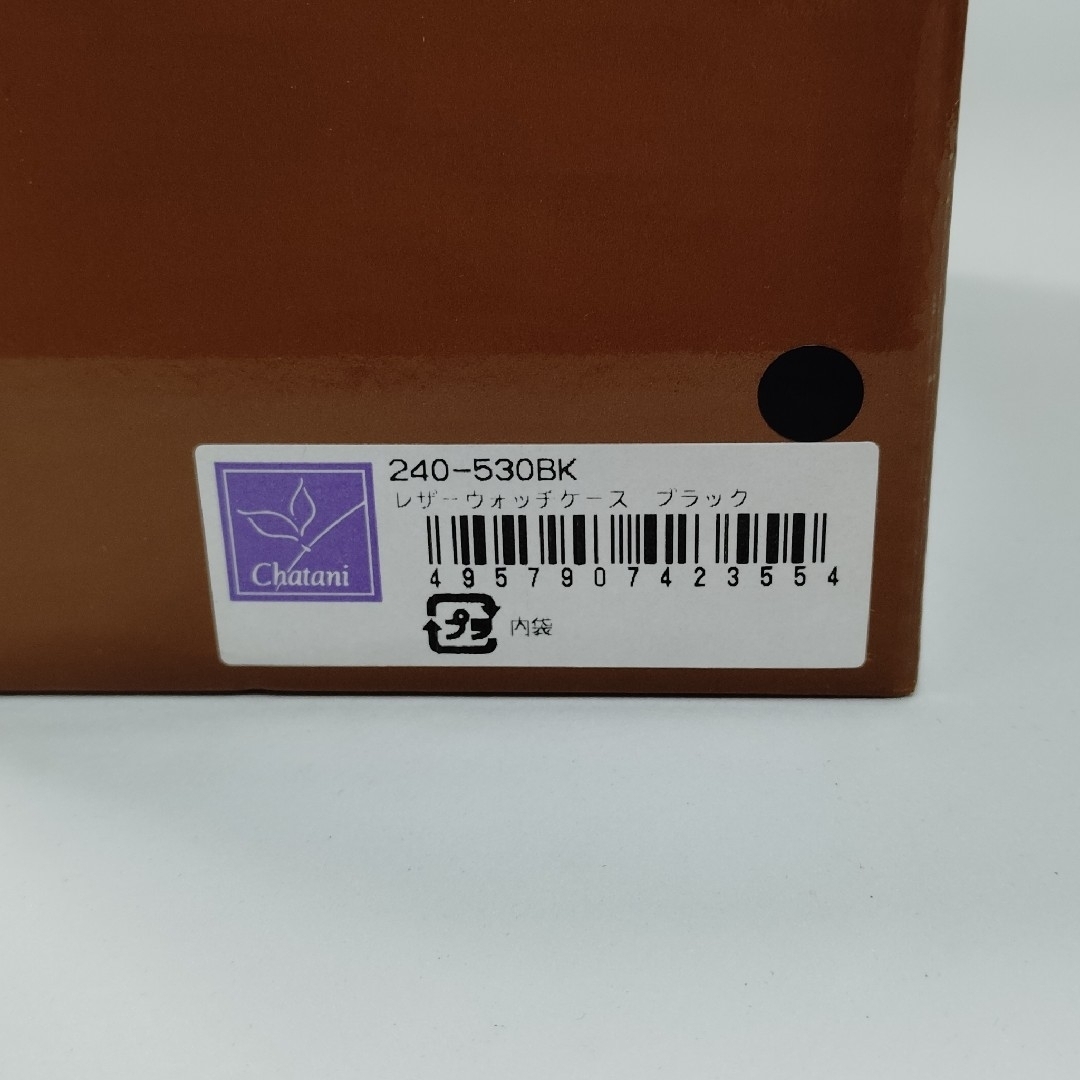 240-530BK
レザーウォッチケース ブラック
Chatani
4957907423554
プラ 内袋